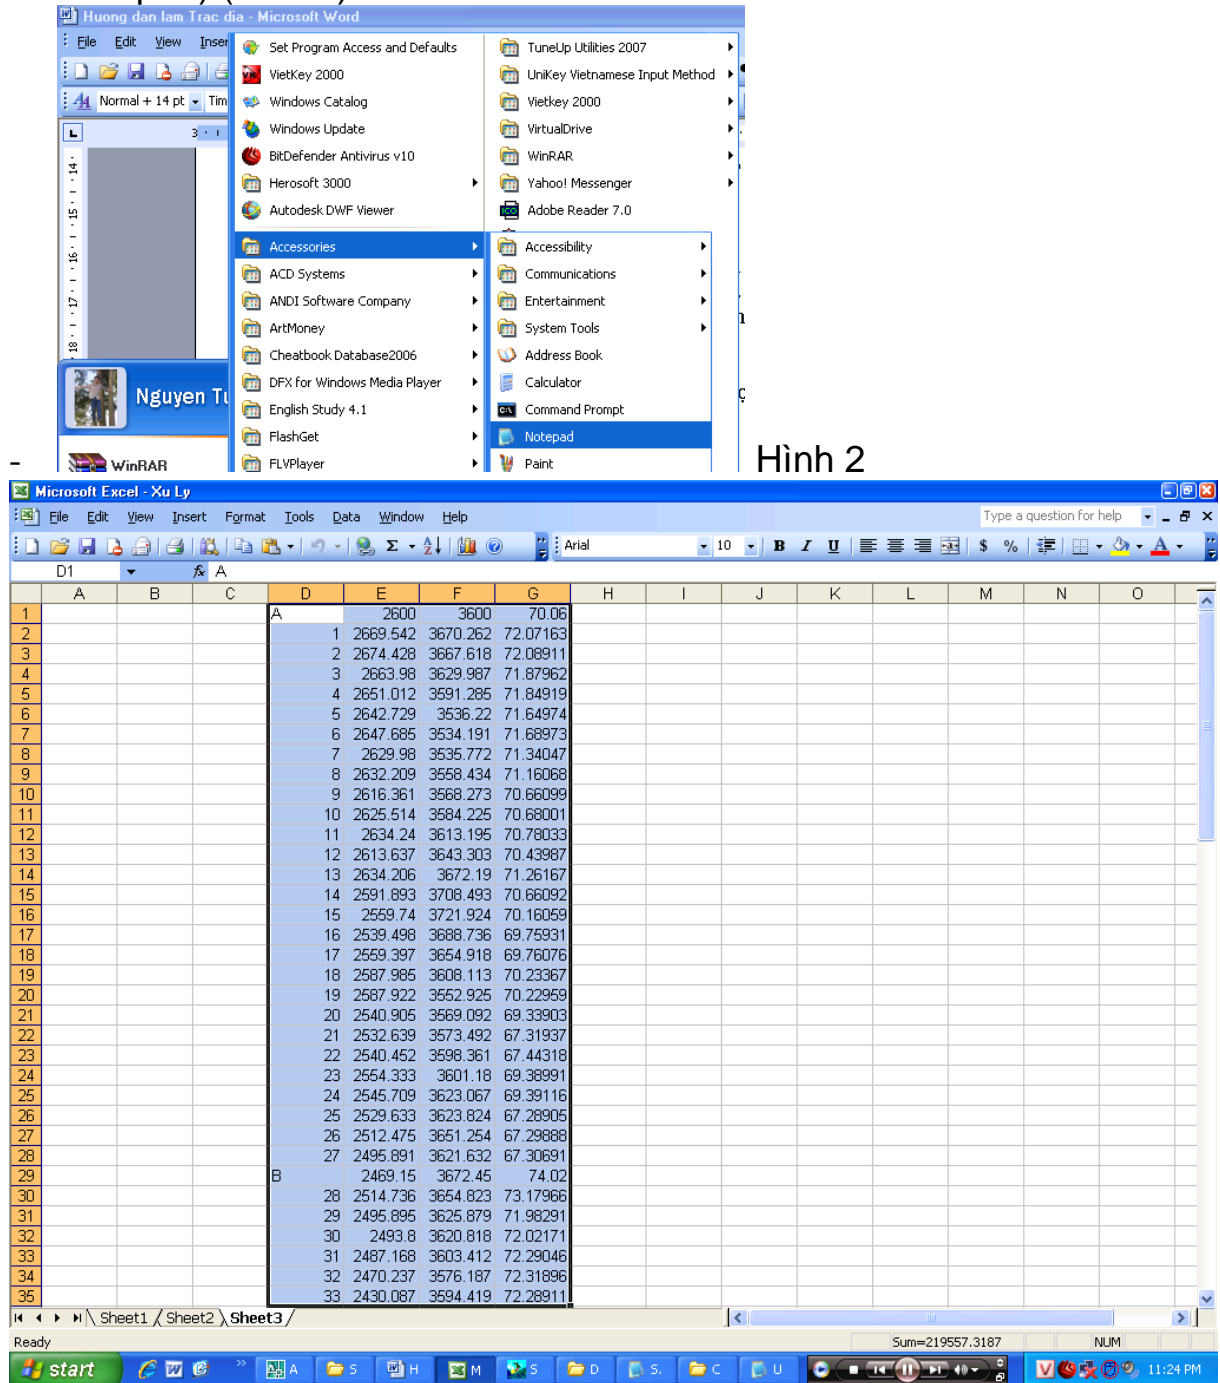 Huong dan lam Trac dia - Microsoft Word
File Edit View Inser
Normal + 14 pt Tim
Set Program Access and Defaults
VietKey 2000
Windows Catalog
Windows Update
BitDefender Antivirus v10
Herosoft 3000
Autodesk DWF Viewer
Accessories
ACD Systems
ANDI Software Company
ArtMoney
Cheatbook Database2006
DFX for Windows Media Player
English Study 4.1
FlashGet
FLVPlayer
TuneUp Utilities 2007
UniKey Vietnamese Input Method
Vietkey 2000
VirtualDrive
WinRAR
Yahoo! Messenger
Adobe Reader 7.0
Accessibility
Communications
Entertainment
System Tools
Address Book
Calculator
Command Prompt
Notepad
Paint
Nguyen Tu
WinRAR
- Hình 2
Microsoft Excel - Xu Ly
File Edit View Insert Format Tools Data Window Help Type a question for help
Arial 10 B I U $ %
D1 fx A
A B C D E F G H I J K L M N O
1 A 2600 3600 70.06
2 1 2669.542 3670.262 72.07163
3 2 2674.428 3667.618 72.08911
4 3 2663.98 3629.987 71.87962
5 4 2651.012 3591.285 71.84919
6 5 2642.729 3536.22 71.64974
7 6 2647.685 3534.191 71.68973
8 7 2629.98 3535.772 71.34047
9 8 2632.209 3558.434 71.16068
10 9 2616.361 3568.273 70.66099
11 10 2625.514 3584.225 70.68001
12 11 2634.24 3613.195 70.78033
13 12 2613.637 3643.303 70.43987
14 13 2634.206 3672.19 71.26167
15 14 2591.893 3708.493 70.66092
16 15 2559.74 3721.924 70.16059
17 16 2539.498 3688.736 69.75931
18 17 2559.397 3654.918 69.76076
19 18 2587.985 3608.113 70.23367
20 19 2587.922 3552.925 70.22959
21 20 2540.905 3569.092 69.33903
22 21 2532.639 3573.492 67.31937
23 22 2540.452 3598.361 67.44318
24 23 2554.333 3601.18 69.38991
25 24 2545.709 3623.067 69.39116
26 25 2529.633 3623.824 67.28905
27 26 2512.475 3651.254 67.29888
28 27 2495.891 3621.632 67.30691
29 B 2469.15 3672.45 74.02
30 28 2514.736 3654.823 73.17966
31 29 2495.895 3625.879 71.98291
32 30 2493.8 3620.818 72.02171
33 31 2487.168 3603.412 72.29046
34 32 2470.237 3576.187 72.31896
35 33 2430.087 3594.419 72.28911
Sheet1 Sheet2 Sheet3
Ready Sum=219557.3187 NUM
start A S H M S D S. C U 11:24 PM